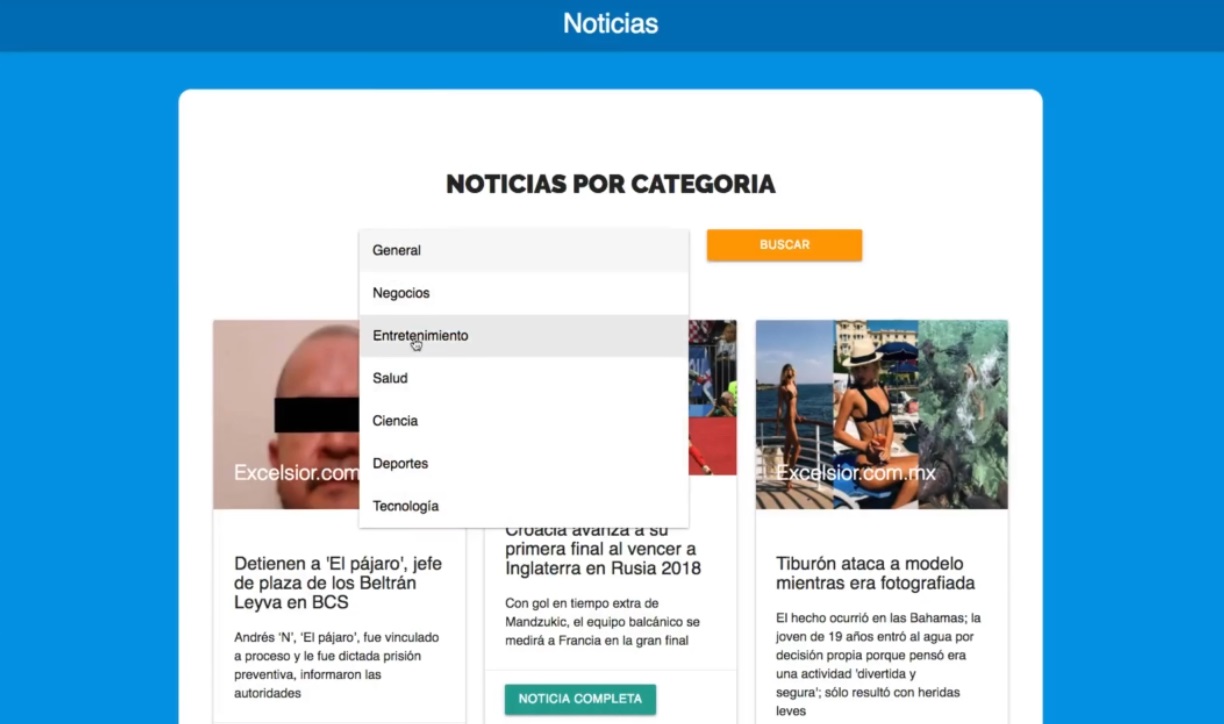 Noticias
NOTICIAS POR CATEGORIA
General
BUSCAR
Negocios
Entretenimiento
Salud
Ciencia
Deportes
Tecnología
Excelsior.com
Detienen a 'El pájaro', jefe
de plaza de los Beltrán
Leyva en BCS
Andrés ‘N’, ‘El pájaro’, fue vinculado
a proceso y le fue dictada prisión
preventiva, informaron las
autoridades
Croacia avanza a su
primera final al vencer a
Inglaterra en Rusia 2018
Con gol en tiempo extra de
Mandzukic, el equipo balcánico se
medirá a Francia en la gran final
NOTICIA COMPLETA
Excelsior.com.mx
Tiburón ataca a modelo
mientras era fotografiada
El hecho ocurrió en las Bahamas; la
joven de 19 años entró al agua por
decisión propia porque pensó era
una actividad 'divertida y
segura'; sólo resultó con heridas
leves